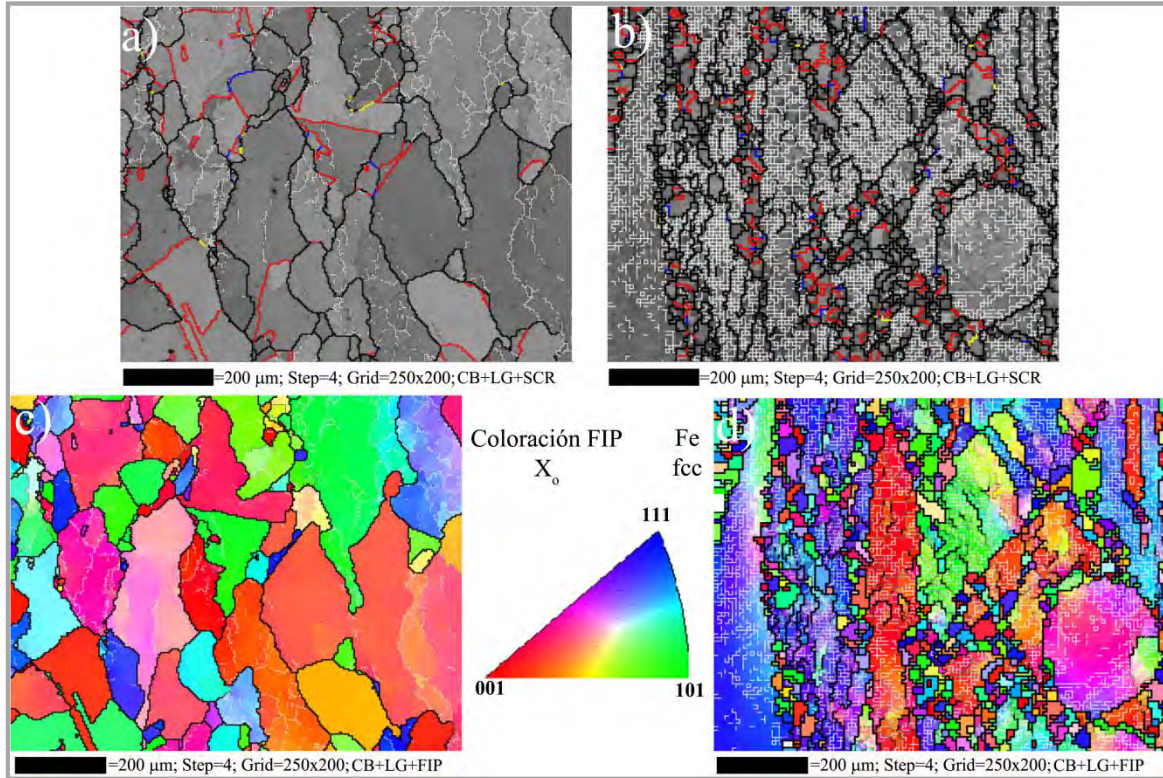 a)
b)
=200 μm; Step=4; Grid=250x200; CB+LG+SCR
=200 μm; Step=4; Grid=250x200; CB+LG+SCR
c)
Coloración FIP Fe
Xo fcc
111
001
101
d)
=200 μm; Step=4; Grid=250x200; CB+LG+FIP
=200 μm; Step=4; Grid=250x200; CB+LG+FIP